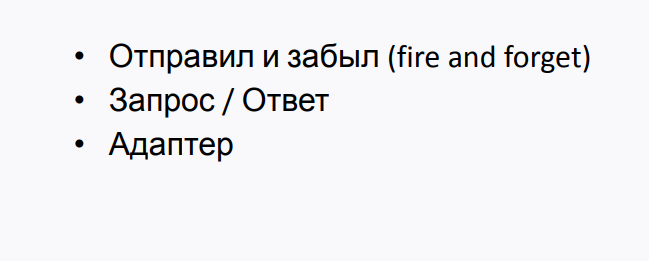 • Отправил и забыл (fire and forget)
• Запрос / Ответ
• Адаптер